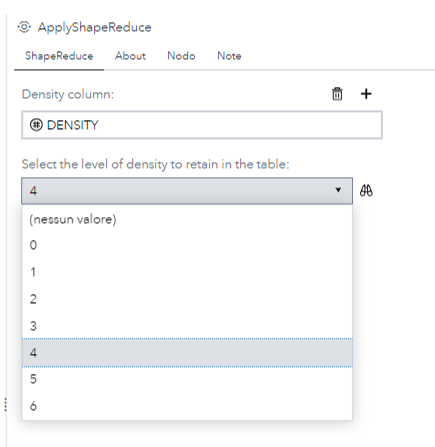 ApplyShapeReduce
ShapeReduce About Nodo Note
Density column:
DENSITY
Select the level of density to retain in the table:
4
(nessun valore)
0
1
2
3
4
5
6